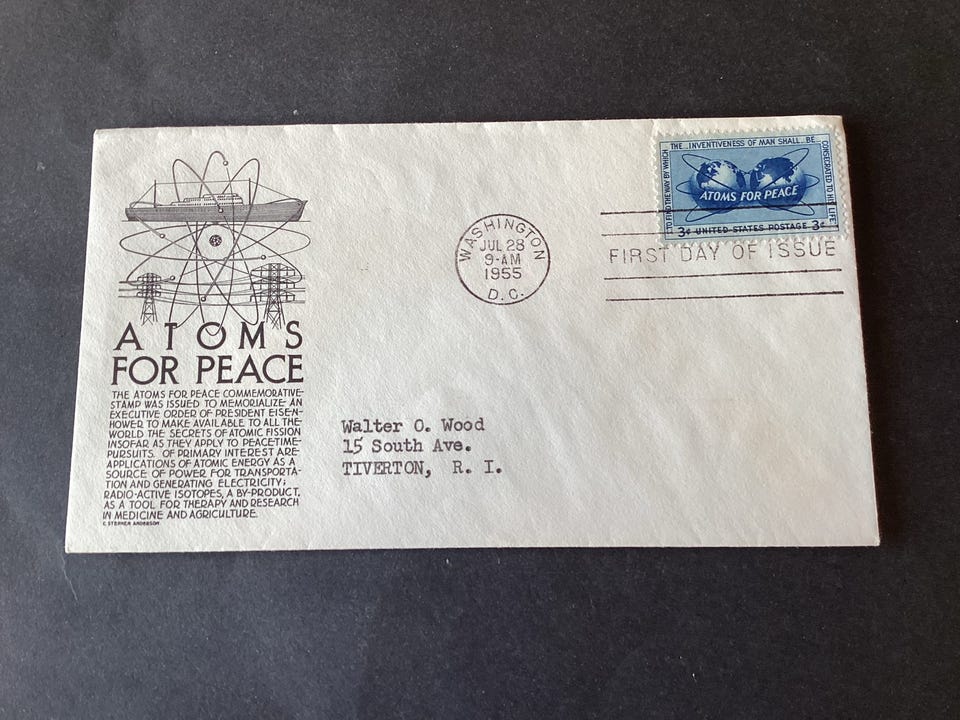 ATOMS
FOR PEACE
THE ATOMS FOR PEACE COMMEMORATIVE
STAMP WAS ISSUED TO MEMORIALIZE AN
EXECUTIVE ORDER OF PRESIDENT EISEN-
HOWER TO MAKE AVAILABLE TO ALL THE
WORLD THE SECRETS OF ATOMIC FISSION
INSOFAR AS THEY APPLY TO PEACETIME
PURSUITS. OF PRIMARY INTEREST ARE
APPLICATIONS OF ATOMIC ENERGY AS A
SOURCE OF POWER FOR TRANSPORTA-
TION AND GENERATING ELECTRICITY;
RADIO-ACTIVE ISOTOPES, A BY-PRODUCT,
AS A TOOL FOR THERAPY AND RESEARCH
IN MEDICINE AND AGRICULTURE.
C. STEPHEN ANDERSON
WASHINGTON
JUL 28
9-AM
1955
D.C.
TO FIND THE WAY BY WHICH
THE..INVENTIVENESS OF MAN SHALL..BE
CONSECRATED TO HIS LIFE
ATOMS FOR PEACE
3¢ UNITED STATES POSTAGE 3¢
FIRST DAY OF ISSUE
Walter O. Wood
15 South Ave.
TIVERTON, R. I.